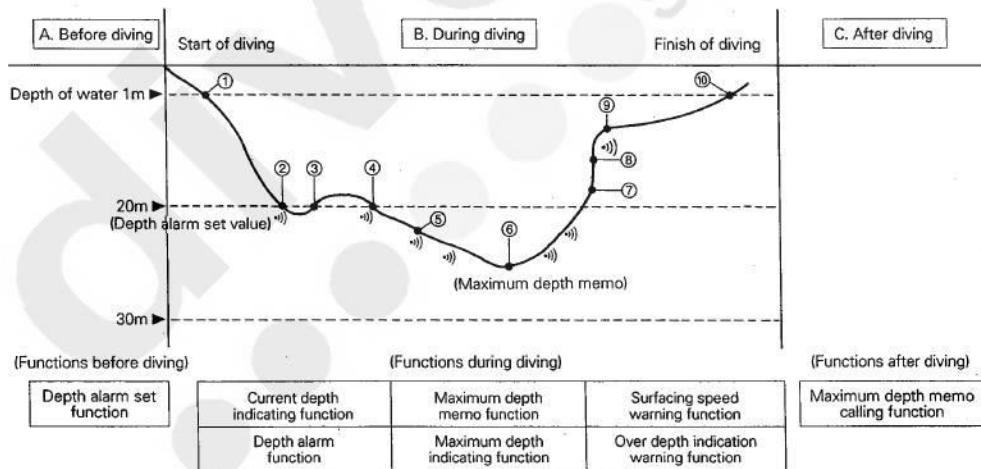 A. Before diving
Start of diving
B. During diving
Finish of diving
C. After diving
Depth of water 1m
①
⑩
⑨
②
③
④
⑧
⑦
20m
(Depth alarm set value)
⑤
⑥
(Maximum depth memo)
30m
(Functions before diving)
(Functions during diving)
(Functions after diving)
Depth alarm set
function
Current depth
indicating function
Maximum depth
memo function
Surfacing speed
warning function
Maximum depth memo
calling function
Depth alarm
function
Maximum depth
indicating function
Over depth indication
warning function